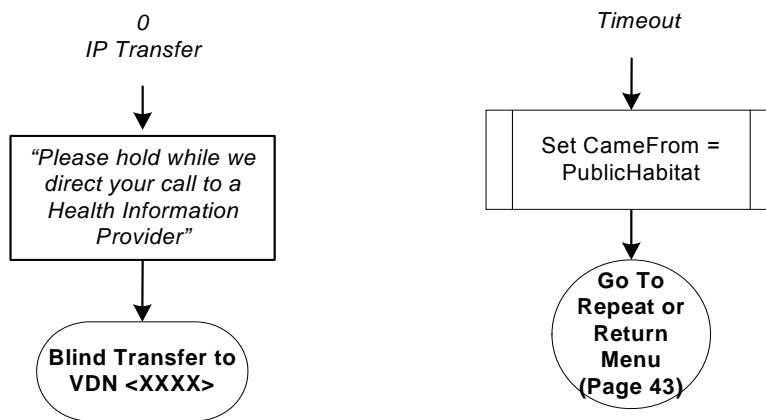 0
IP Transfer
“Please hold while we
direct your call to a
Health Information
Provider”
Blind Transfer to
VDN <XXXX>
Timeout
Set CameFrom =
PublicHabitat
Go To
Repeat or
Return
Menu
(Page 43)